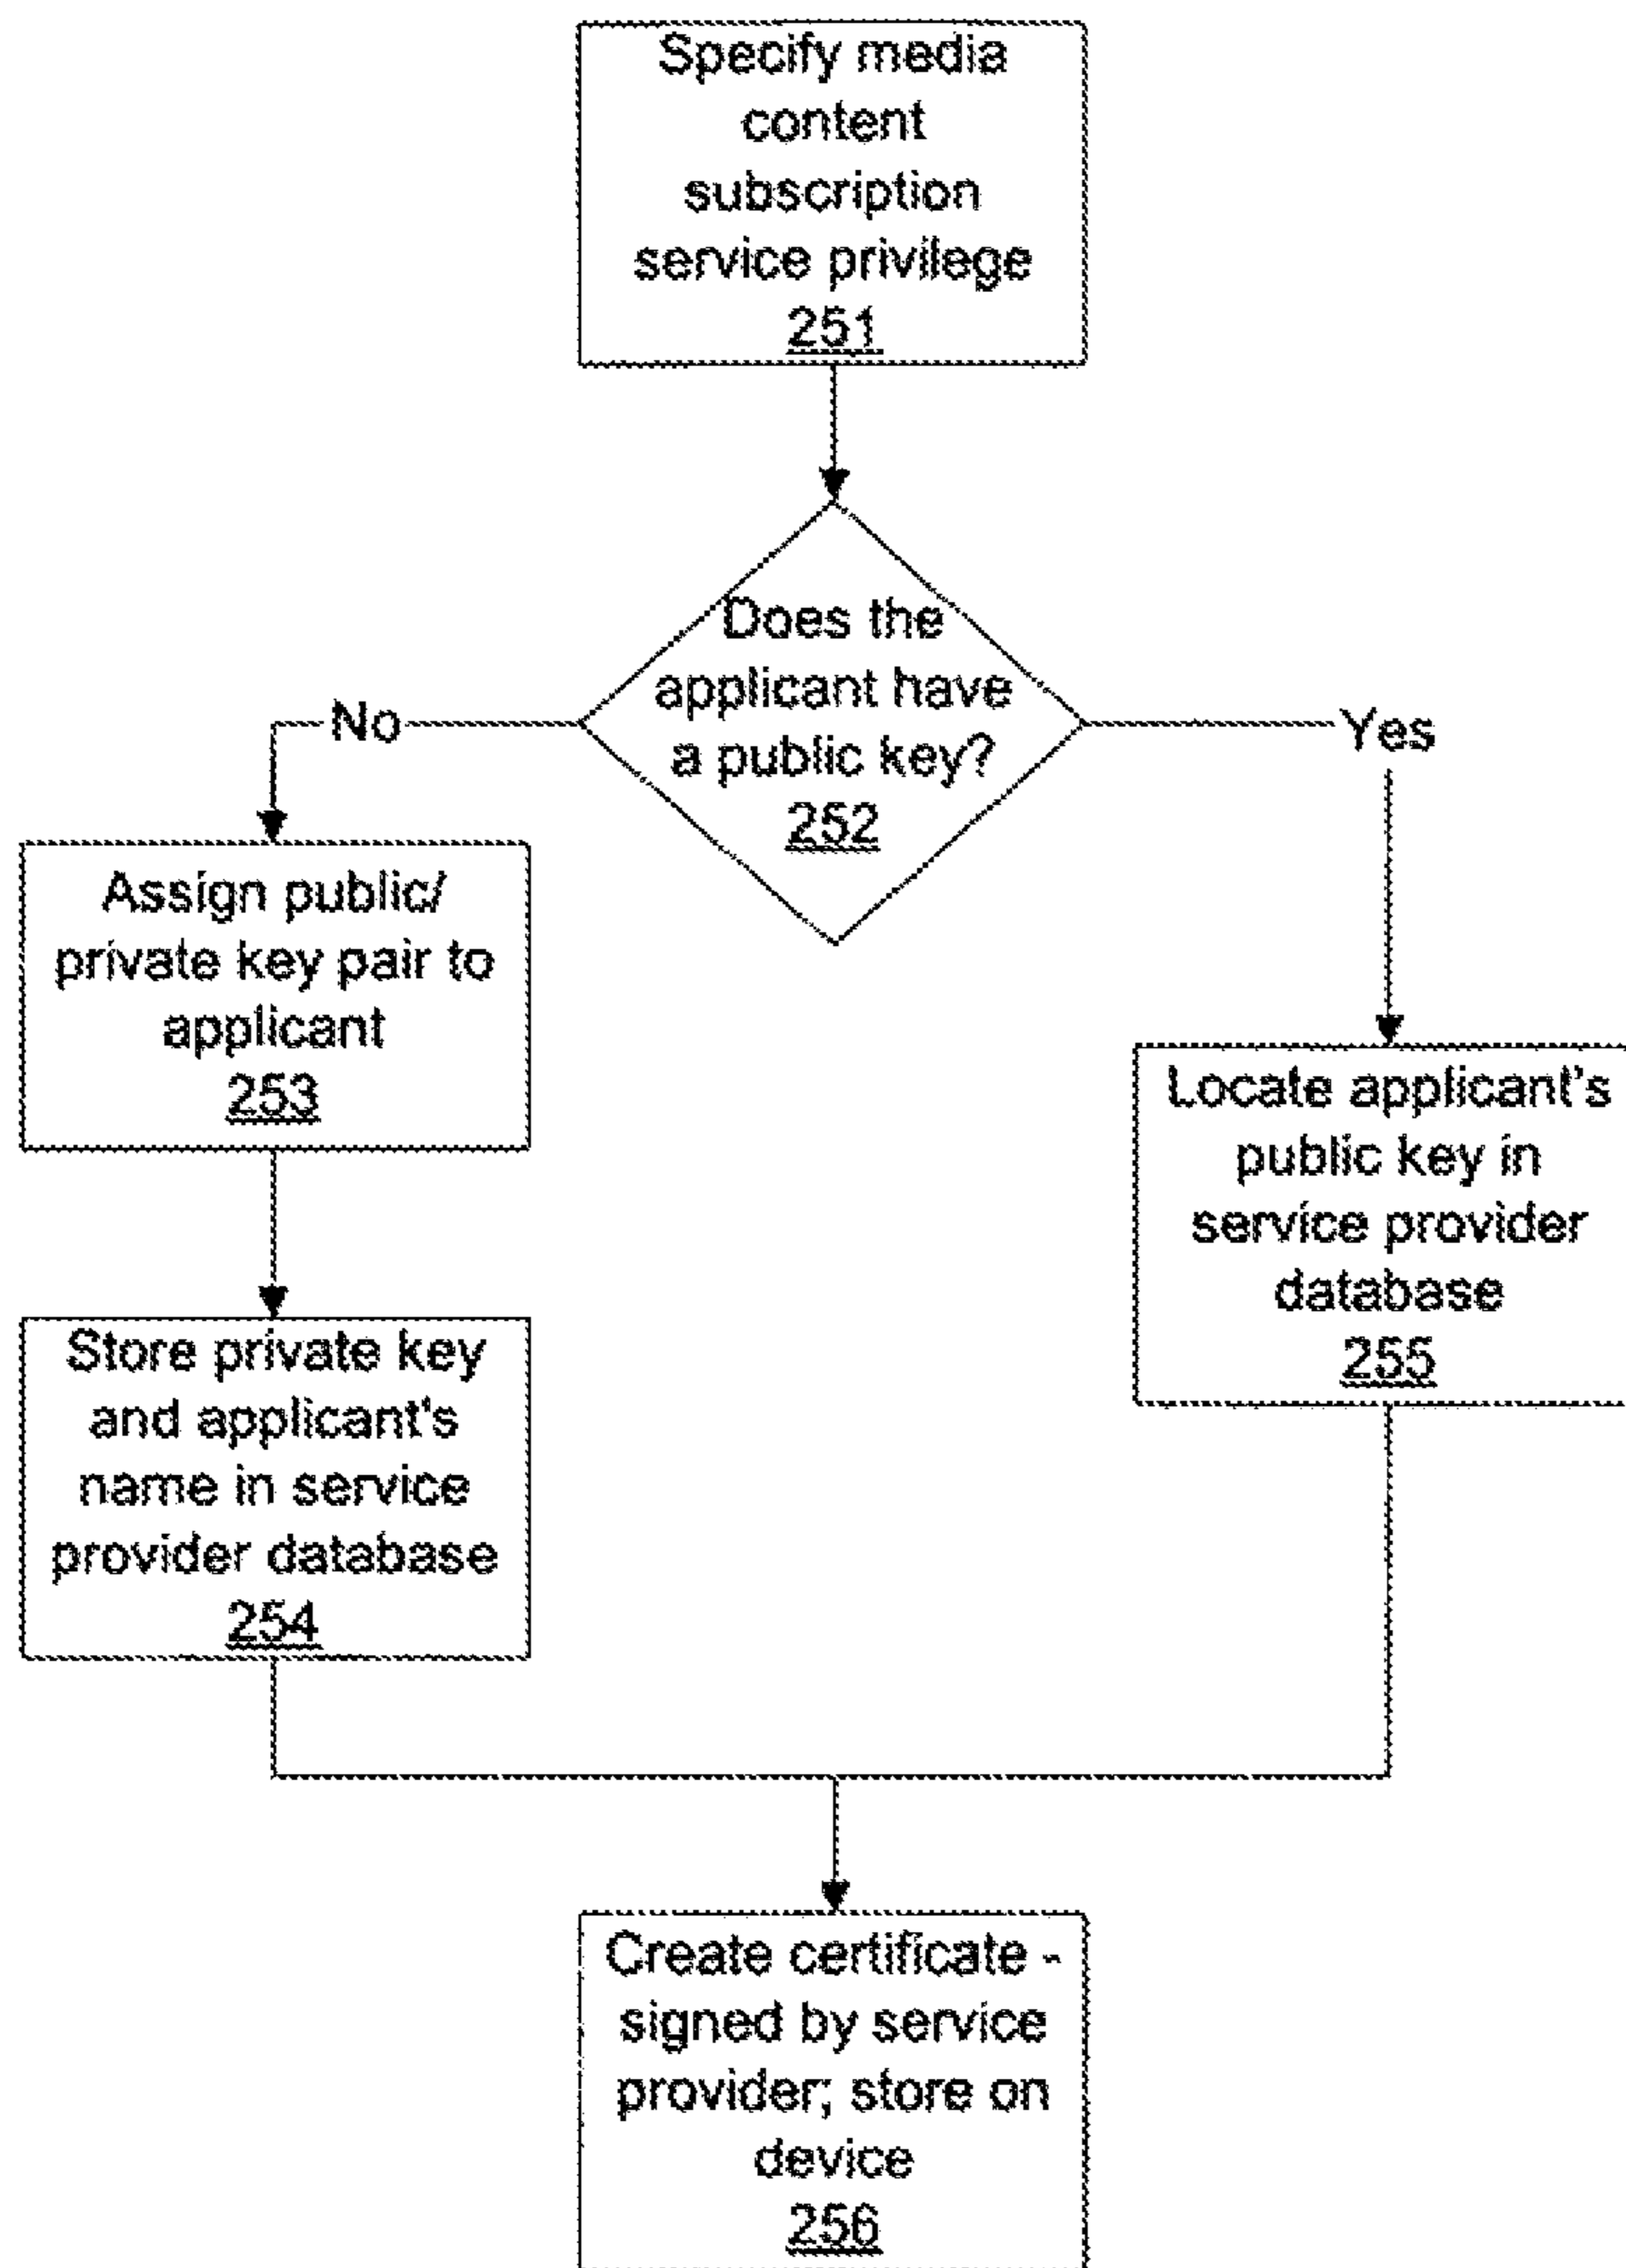 Specify media
content
subscription
service privilege
251
Does the
applicant have
a public key?
252
No
Yes
Assign public/
private key pair to
applicant
253
Locate applicant's
public key in
service provider
database
255
Store private key
and applicant's
name in service
provider database
254
Create certificate -
signed by service
provider; store on
device
256